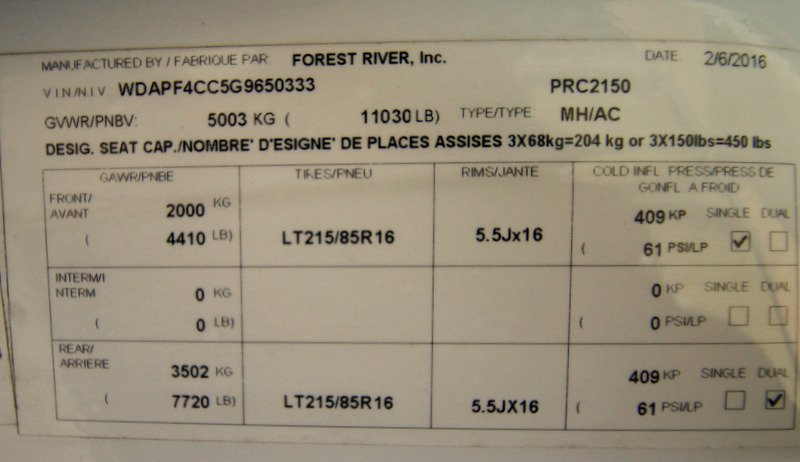 MANUFACTURED BY / FABRIQUE PAR FOREST RIVER, Inc. DATE 2/6/2016
V I N /N I V WDAPF4CC5G9650333 PRC2150
GVWR/PNBV: 5003 KG ( 11030 LB) TYPE/TYPE MH/AC
DESIG. SEAT CAP./NOMBRE' D'ESIGNE' DE PLACES ASSISES 3X68kg=204 kg or 3X150lbs=450 lbs
GAWR/PNBE TIRES/PNEU RIMS/JANTE COLD INFL PRESS/PRESS DE
GONFL A FROID
FRONT/
AVANT 2000 KG 409 KP SINGLE DUAL
( 4410 LB) LT215/85R16 5.5Jx16 ( 61 PSI/LP
INTERM/I
NTERM 0 KG 0 KP SINGLE DUAL
( 0 LB) ( 0 PSI/LP
REAR/
ARRIERE 3502 KG 409 KP SINGLE DUAL
( 7720 LB) LT215/85R16 5.5JX16 ( 61 PSI/LP